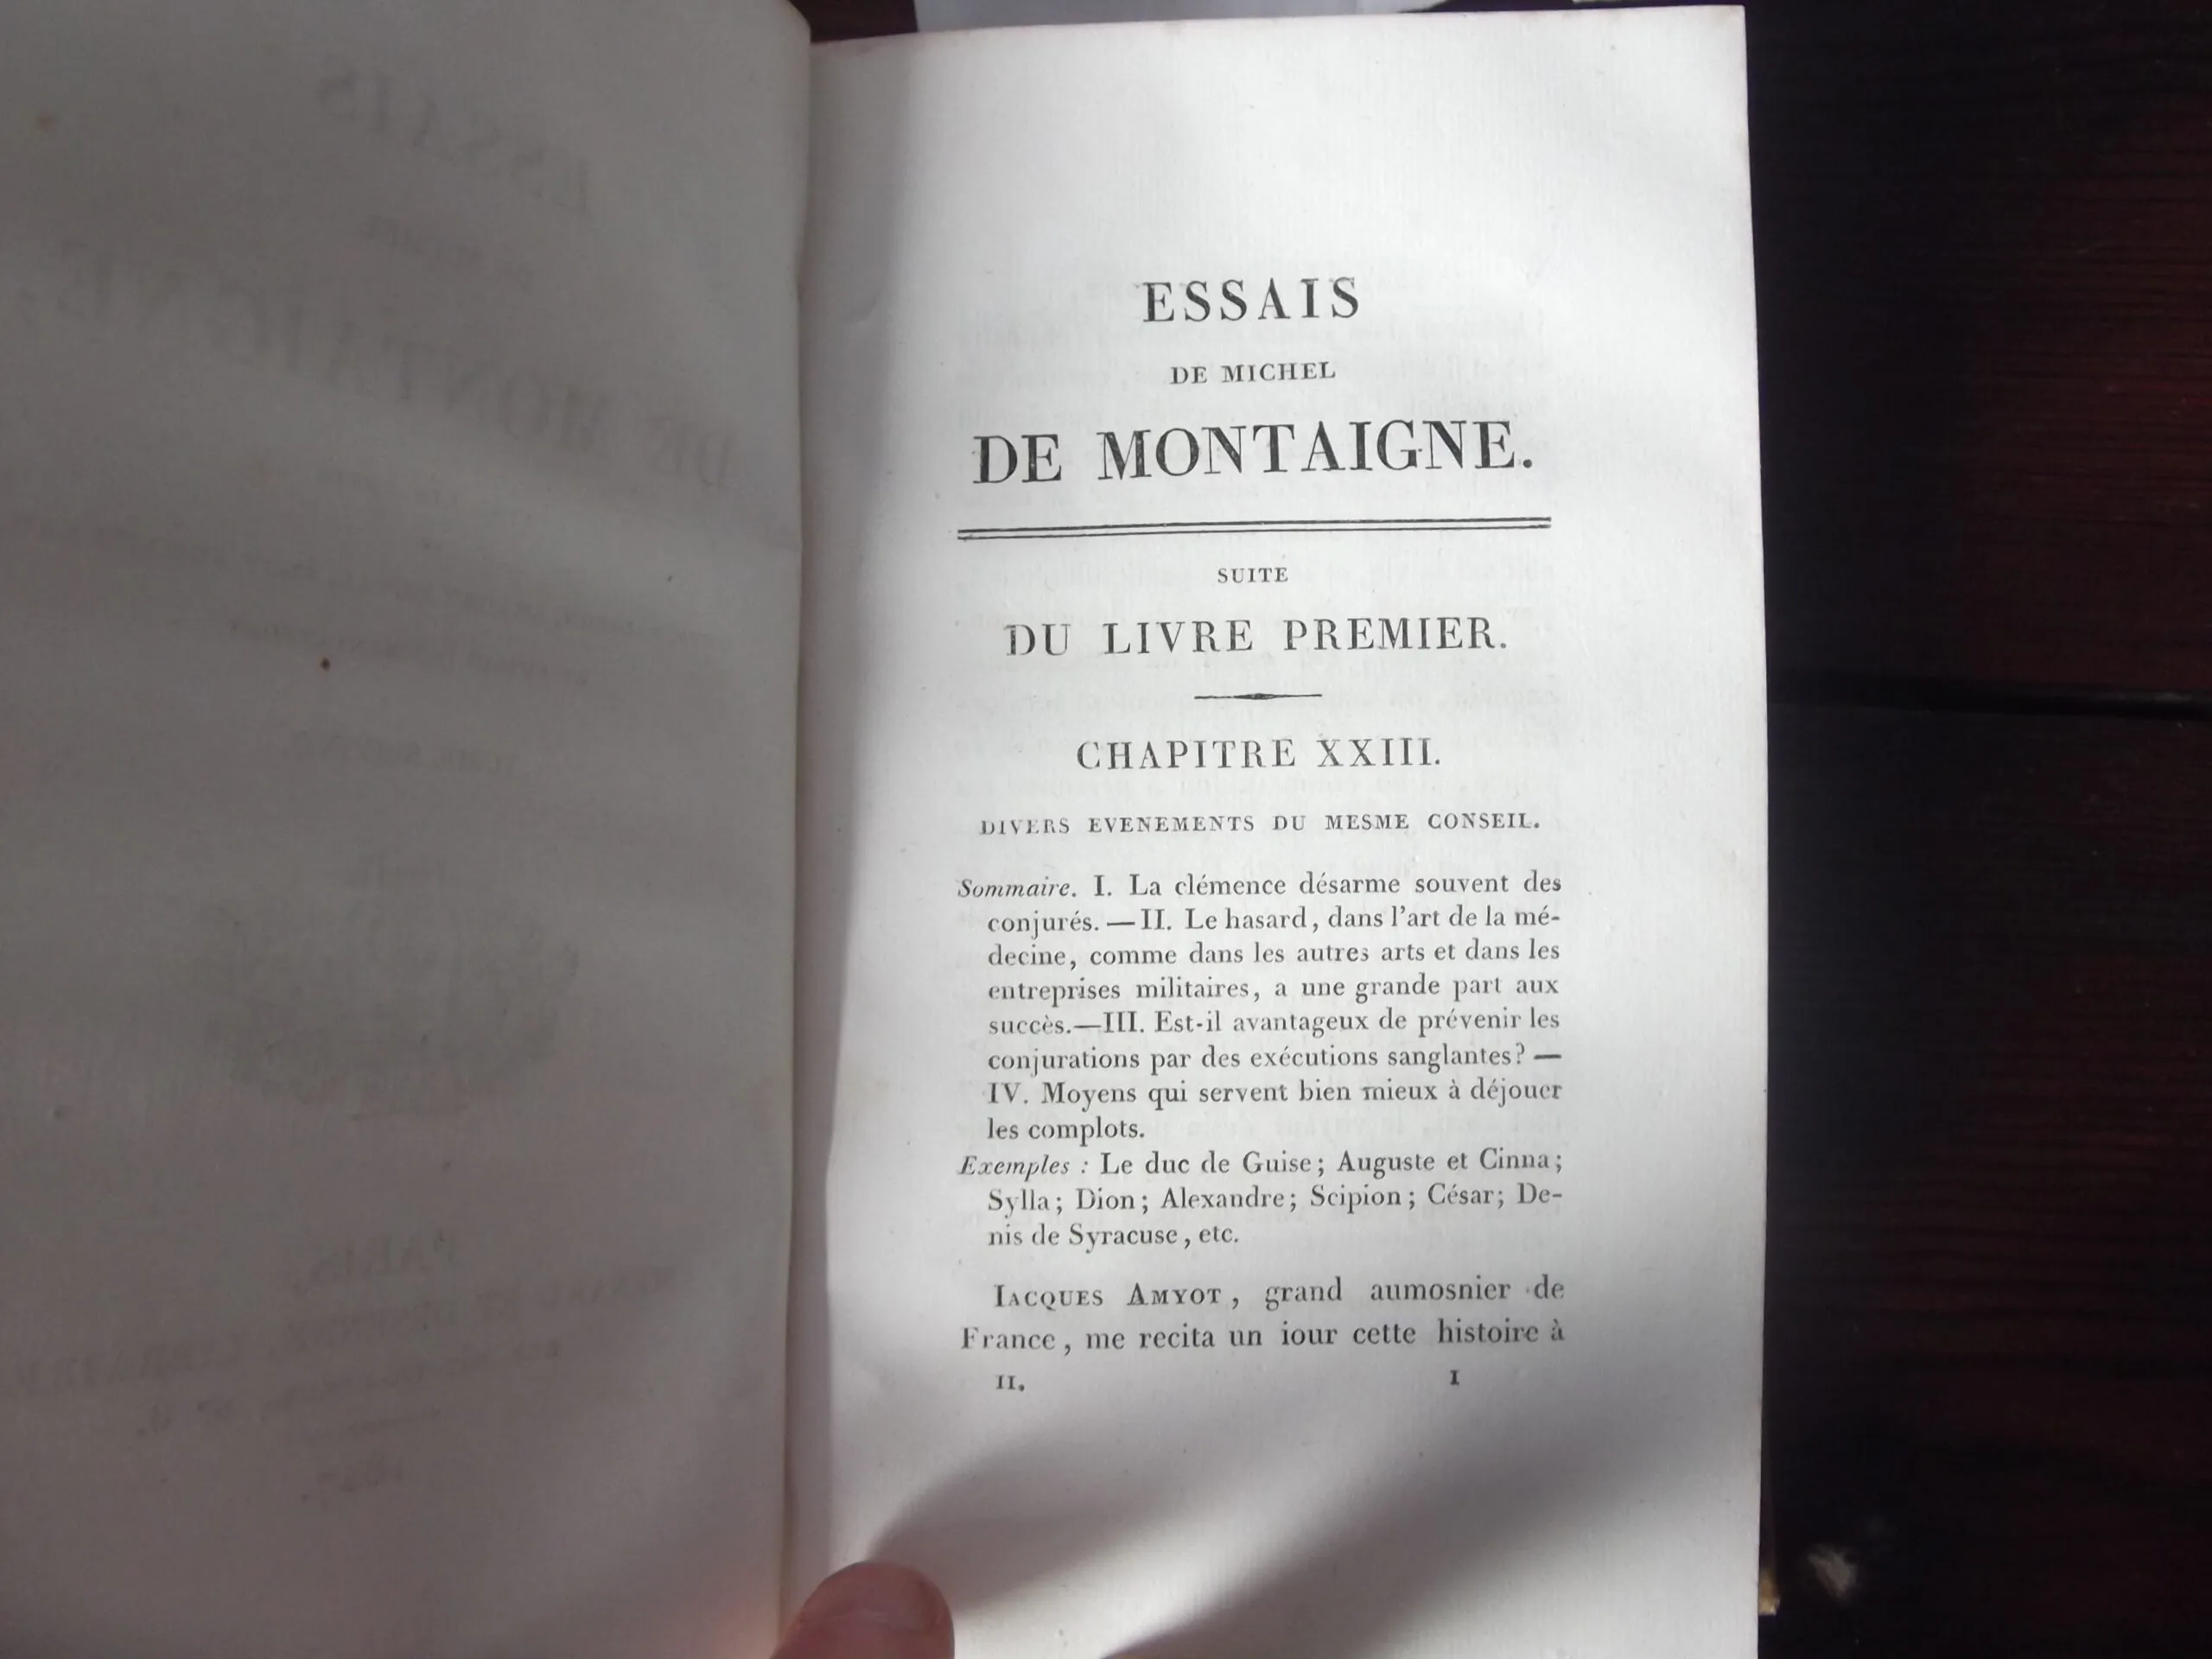 ESSAIS
DE MICHEL
DE MONTAIGNE.
SUITE
DU LIVRE PREMIER.
CHAPITRE XXIII.
DIVERS EVENEMENTS DU MESME CONSEIL.
Sommaire. I. La clémence désarme souvent des
conjurés. — II. Le hasard, dans l'art de la mé-
decine, comme dans les autres arts et dans les
entreprises militaires, a une grande part aux
succès.—III. Est-il avantageux de prévenir les
conjurations par des exécutions sanglantes? —
IV. Moyens qui servent bien mieux à déjouer
les complots.
Exemples : Le duc de Guise; Auguste et Cinna;
Sylla; Dion; Alexandre; Scipion; César; De-
nis de Syracuse, etc.
IACQUES AMYOT, grand aumosnier de
France, me recita un iour cette histoire à
II. I